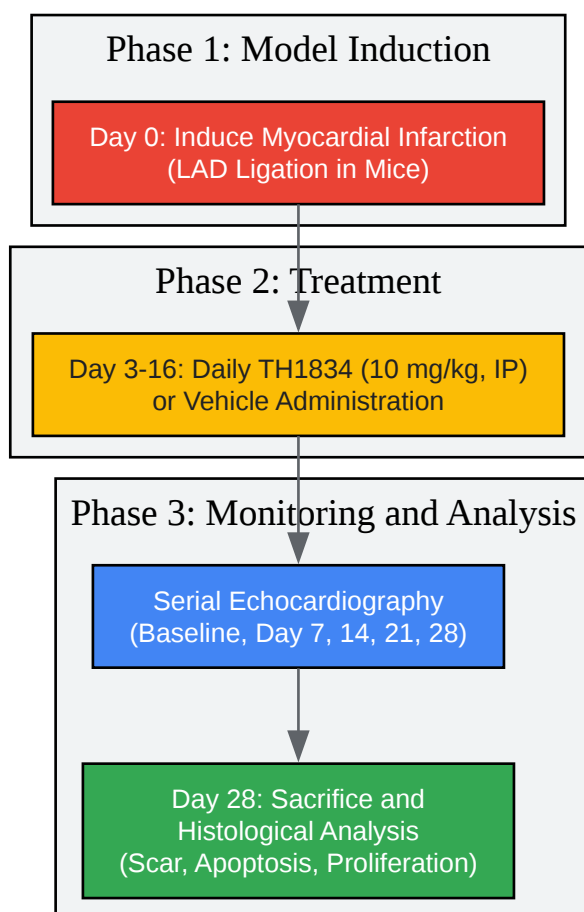 Phase 1: Model Induction
Day 0: Induce Myocardial Infarction
(LAD Ligation in Mice)
Phase 2: Treatment
Day 3-16: Daily TH1834 (10 mg/kg, IP)
or Vehicle Administration
Phase 3: Monitoring and Analysis
Serial Echocardiography
(Baseline, Day 7, 14, 21, 28)
Day 28: Sacrifice and
Histological Analysis
(Scar, Apoptosis, Proliferation)